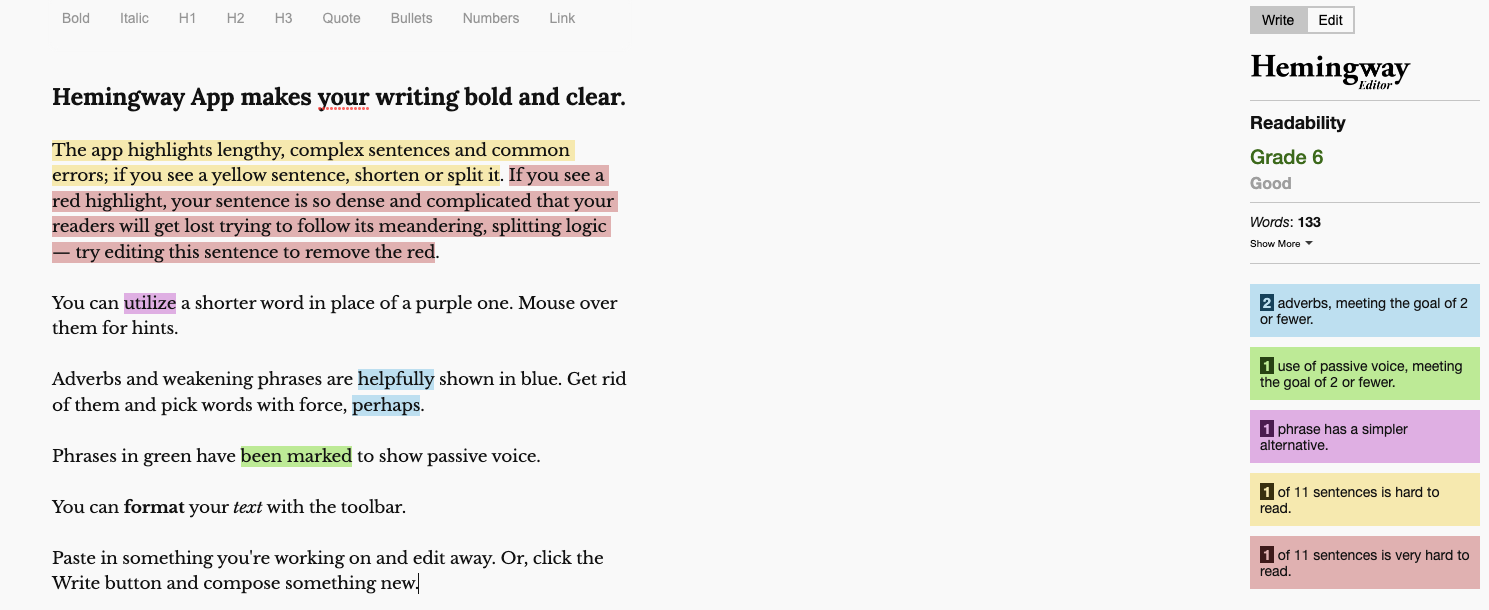 Bold Italic H1 H2 H3 Quote Bullets Numbers Link
Hemingway App makes your writing bold and clear.
The app highlights lengthy, complex sentences and common
errors; if you see a yellow sentence, shorten or split it. If you see a
red highlight, your sentence is so dense and complicated that your
readers will get lost trying to follow its meandering, splitting logic
— try editing this sentence to remove the red.
You can utilize a shorter word in place of a purple one. Mouse over
them for hints.
Adverbs and weakening phrases are helpfully shown in blue. Get rid
of them and pick words with force, perhaps.
Phrases in green have been marked to show passive voice.
You can format your text with the toolbar.
Paste in something you're working on and edit away. Or, click the
Write button and compose something new.
Write Edit
Hemingway
Editor
Readability
Grade 6
Good
Words: 133
Show More
2 adverbs, meeting the goal of 2
or fewer.
1 use of passive voice, meeting
the goal of 2 or fewer.
1 phrase has a simpler
alternative.
1 of 11 sentences is hard to
read.
1 of 11 sentences is very hard to
read.